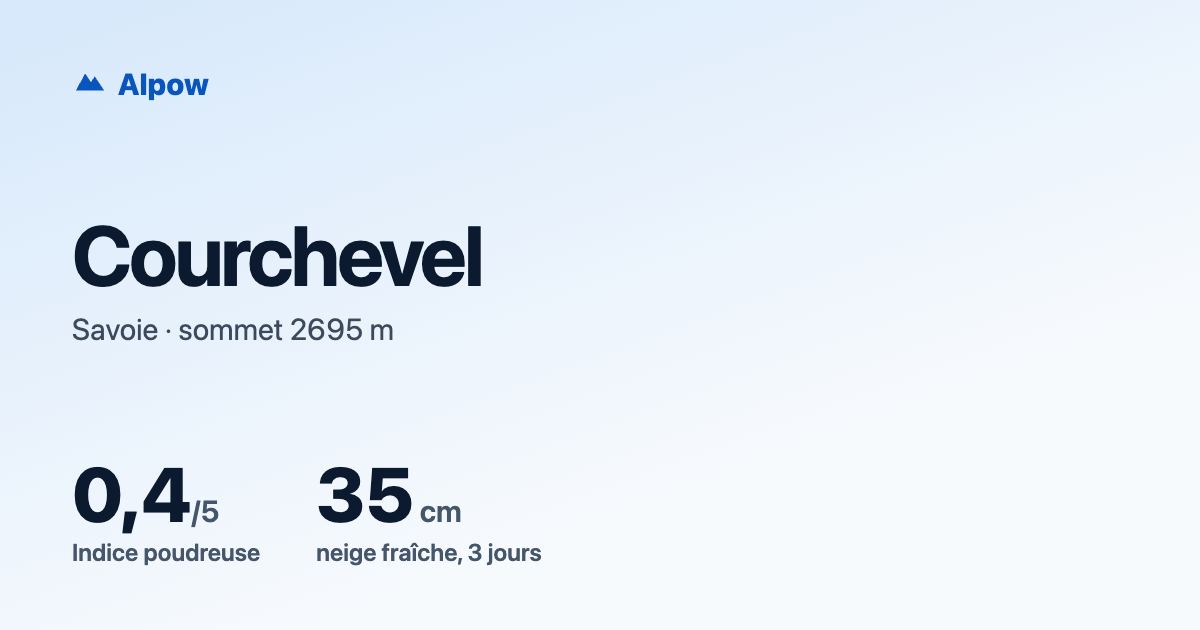 Alpow
Courchevel
Savoie · sommet 2695 m
0,4/5
Indice poudreuse
35 cm
neige fraîche, 3 jours